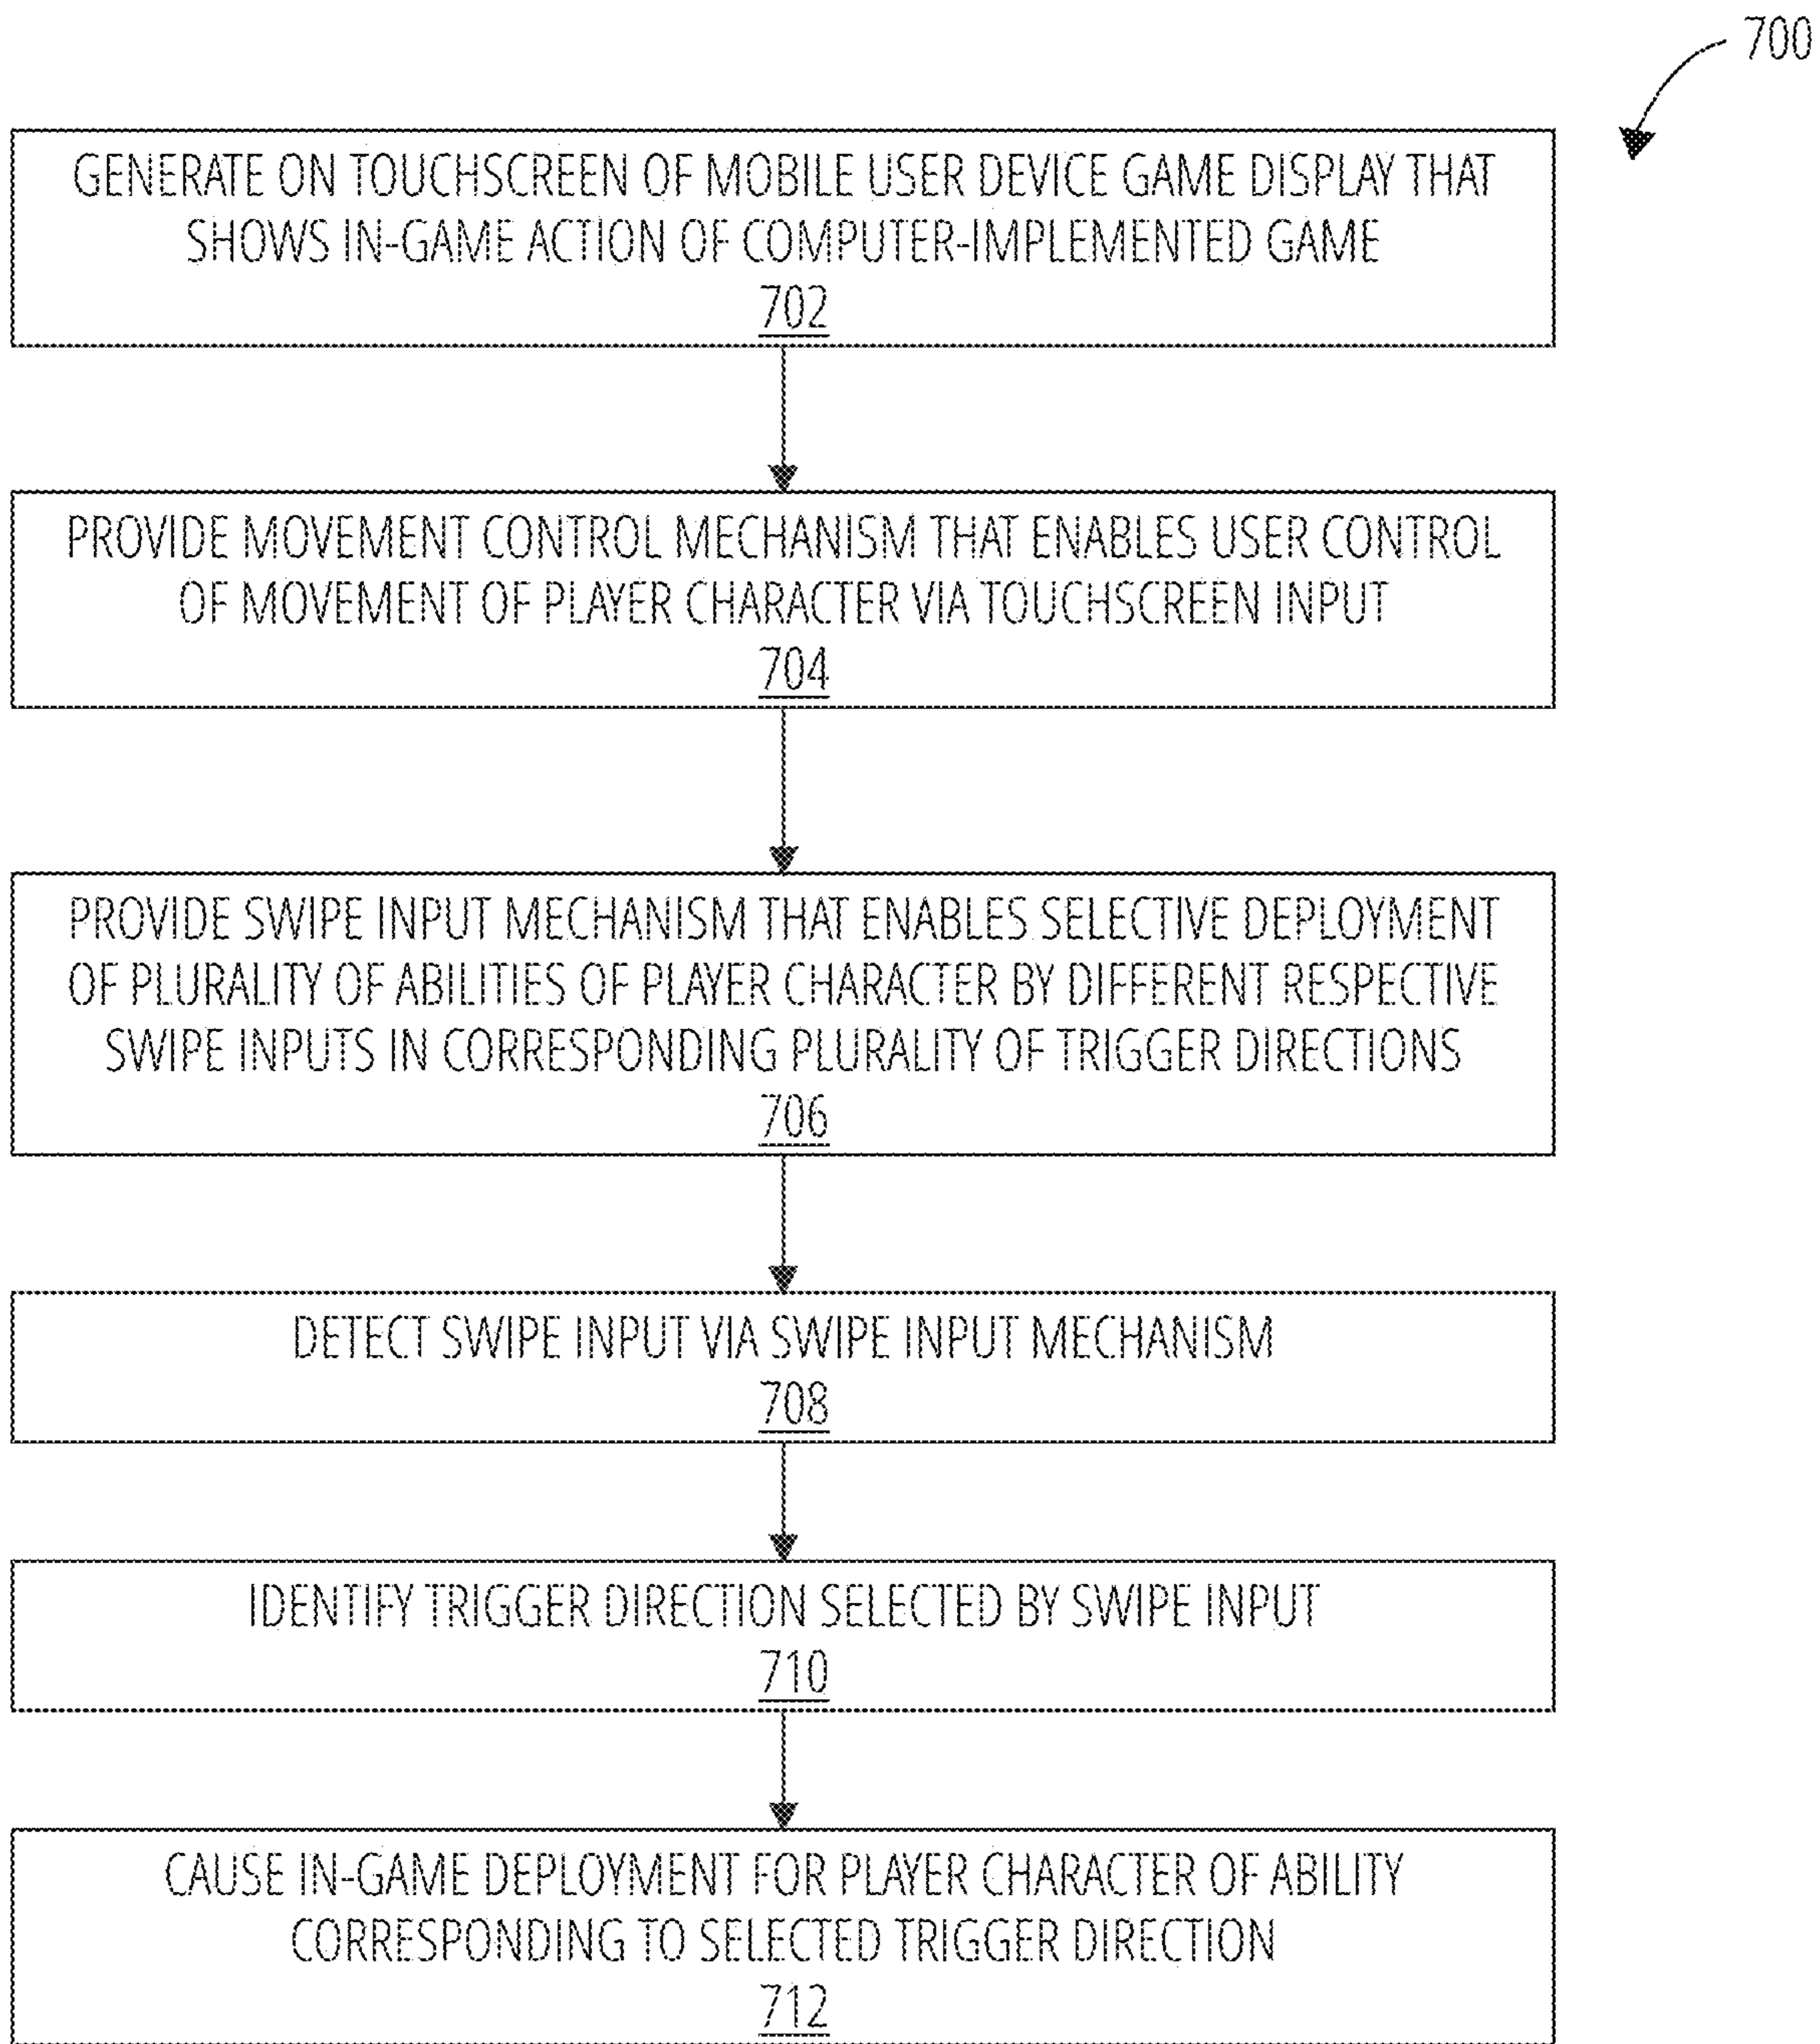 700
GENERATE ON TOUCHSCREEN OF MOBILE USER DEVICE GAME DISPLAY THAT
SHOWS IN-GAME ACTION OF COMPUTER-IMPLEMENTED GAME
702
PROVIDE MOVEMENT CONTROL MECHANISM THAT ENABLES USER CONTROL
OF MOVEMENT OF PLAYER CHARACTER VIA TOUCHSCREEN INPUT
704
PROVIDE SWIPE INPUT MECHANISM THAT ENABLES SELECTIVE DEPLOYMENT
OF PLURALITY OF ABILITIES OF PLAYER CHARACTER BY DIFFERENT RESPECTIVE
SWIPE INPUTS IN CORRESPONDING PLURALITY OF TRIGGER DIRECTIONS
706
DETECT SWIPE INPUT VIA SWIPE INPUT MECHANISM
708
IDENTIFY TRIGGER DIRECTION SELECTED BY SWIPE INPUT
710
CAUSE IN-GAME DEPLOYMENT FOR PLAYER CHARACTER OF ABILITY
CORRESPONDING TO SELECTED TRIGGER DIRECTION
712